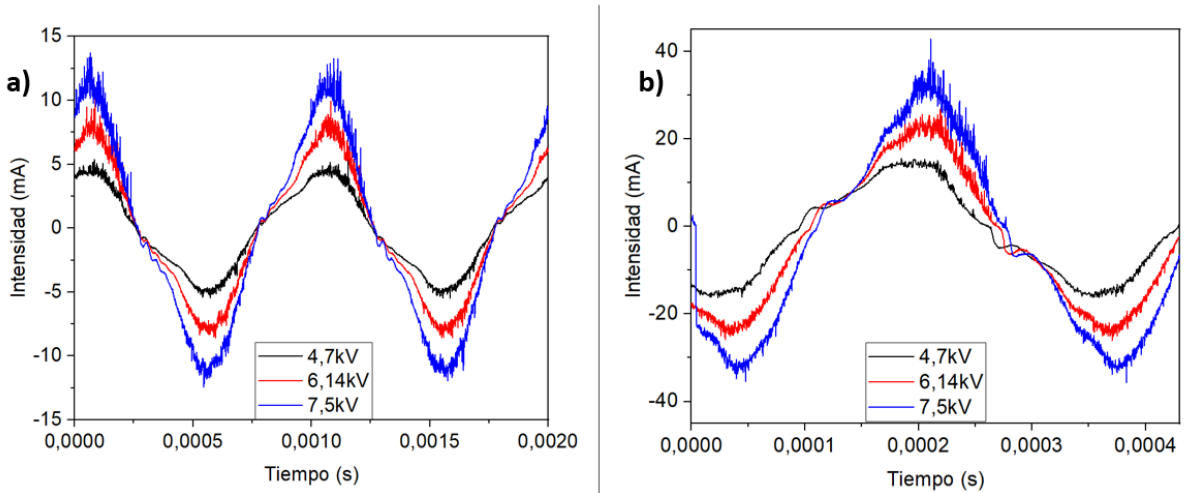 a)
Intensidad (mA)
15
10
5
0
-5
-10
-15
4,7kV
6,14kV
7,5kV
0,0000
0,0005
0,0010
0,0015
0,0020
Tiempo (s)
b)
Intensidad (mA)
40
20
0
-20
-40
4,7kV
6,14kV
7,5kV
0,0000
0,0001
0,0002
0,0003
0,0004
Tiempo (s)